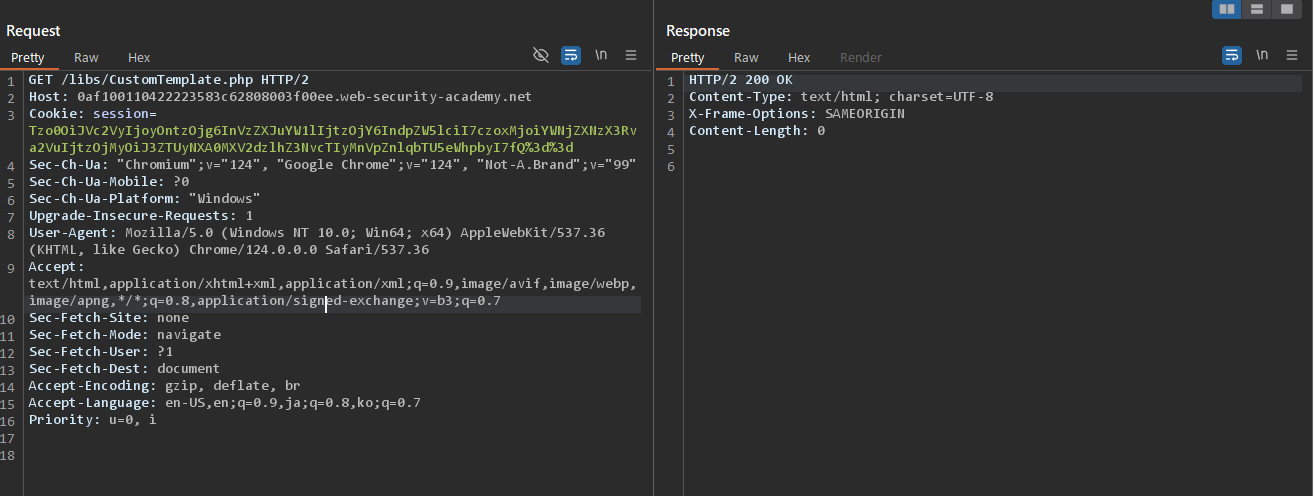 Request
Pretty Raw Hex \n
1 GET /libs/CustomTemplate.php HTTP/2
2 Host: 0af100110422223583c62808003f00ee.web-security-academy.net
3 Cookie: session=
Tzo0OiJVc2VyIjoyOntzOjg6InVzZXJuYW1lIjtzOjY6IndpZW5lciI7czoxMjoiYWNjZXNzX3Rv
a2VuIjtzOjMyOiJ3ZTUyNXA0MXV2dzlhZ3NvcTIyMnVpZnlqbTU5eWhpbyI7fQ%3d%3d
4 Sec-Ch-Ua: "Chromium";v="124", "Google Chrome";v="124", "Not-A.Brand";v="99"
5 Sec-Ch-Ua-Mobile: ?0
6 Sec-Ch-Ua-Platform: "Windows"
7 Upgrade-Insecure-Requests: 1
8 User-Agent: Mozilla/5.0 (Windows NT 10.0; Win64; x64) AppleWebKit/537.36
(KHTML, like Gecko) Chrome/124.0.0.0 Safari/537.36
9 Accept:
text/html,application/xhtml+xml,application/xml;q=0.9,image/avif,image/webp,
image/apng,*/*;q=0.8,application/signed-exchange;v=b3;q=0.7
10 Sec-Fetch-Site: none
11 Sec-Fetch-Mode: navigate
12 Sec-Fetch-User: ?1
13 Sec-Fetch-Dest: document
14 Accept-Encoding: gzip, deflate, br
15 Accept-Language: en-US,en;q=0.9,ja;q=0.8,ko;q=0.7
16 Priority: u=0, i
17
18
Response
Pretty Raw Hex Render \n
1 HTTP/2 200 OK
2 Content-Type: text/html; charset=UTF-8
3 X-Frame-Options: SAMEORIGIN
4 Content-Length: 0
5
6